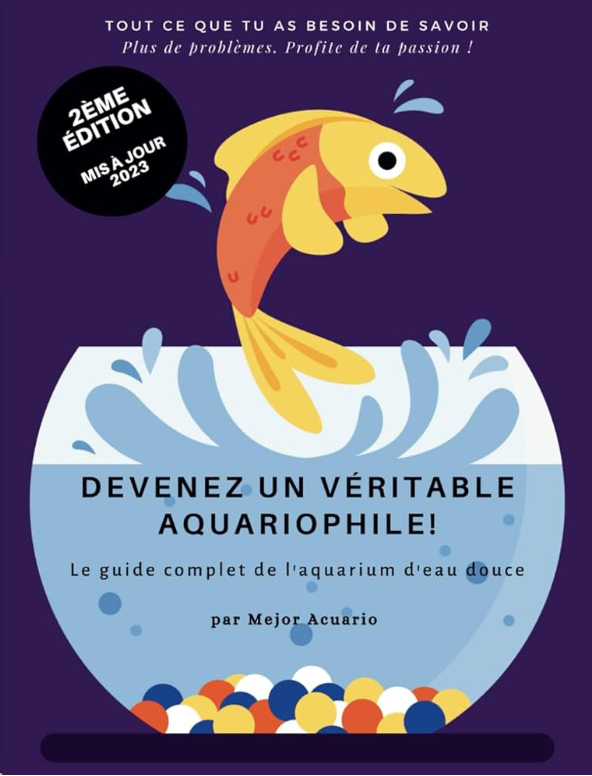 TOUT CE QUE TU AS BESOIN DE SAVOIR
Plus de problèmes. Profite de ta passion !
2ÈME
ÉDITION
MIS À JOUR
2023
DEVENEZ UN VÉRITABLE
AQUARIOPHILE!
Le guide complet de l'aquarium d'eau douce
par Mejor Acuario